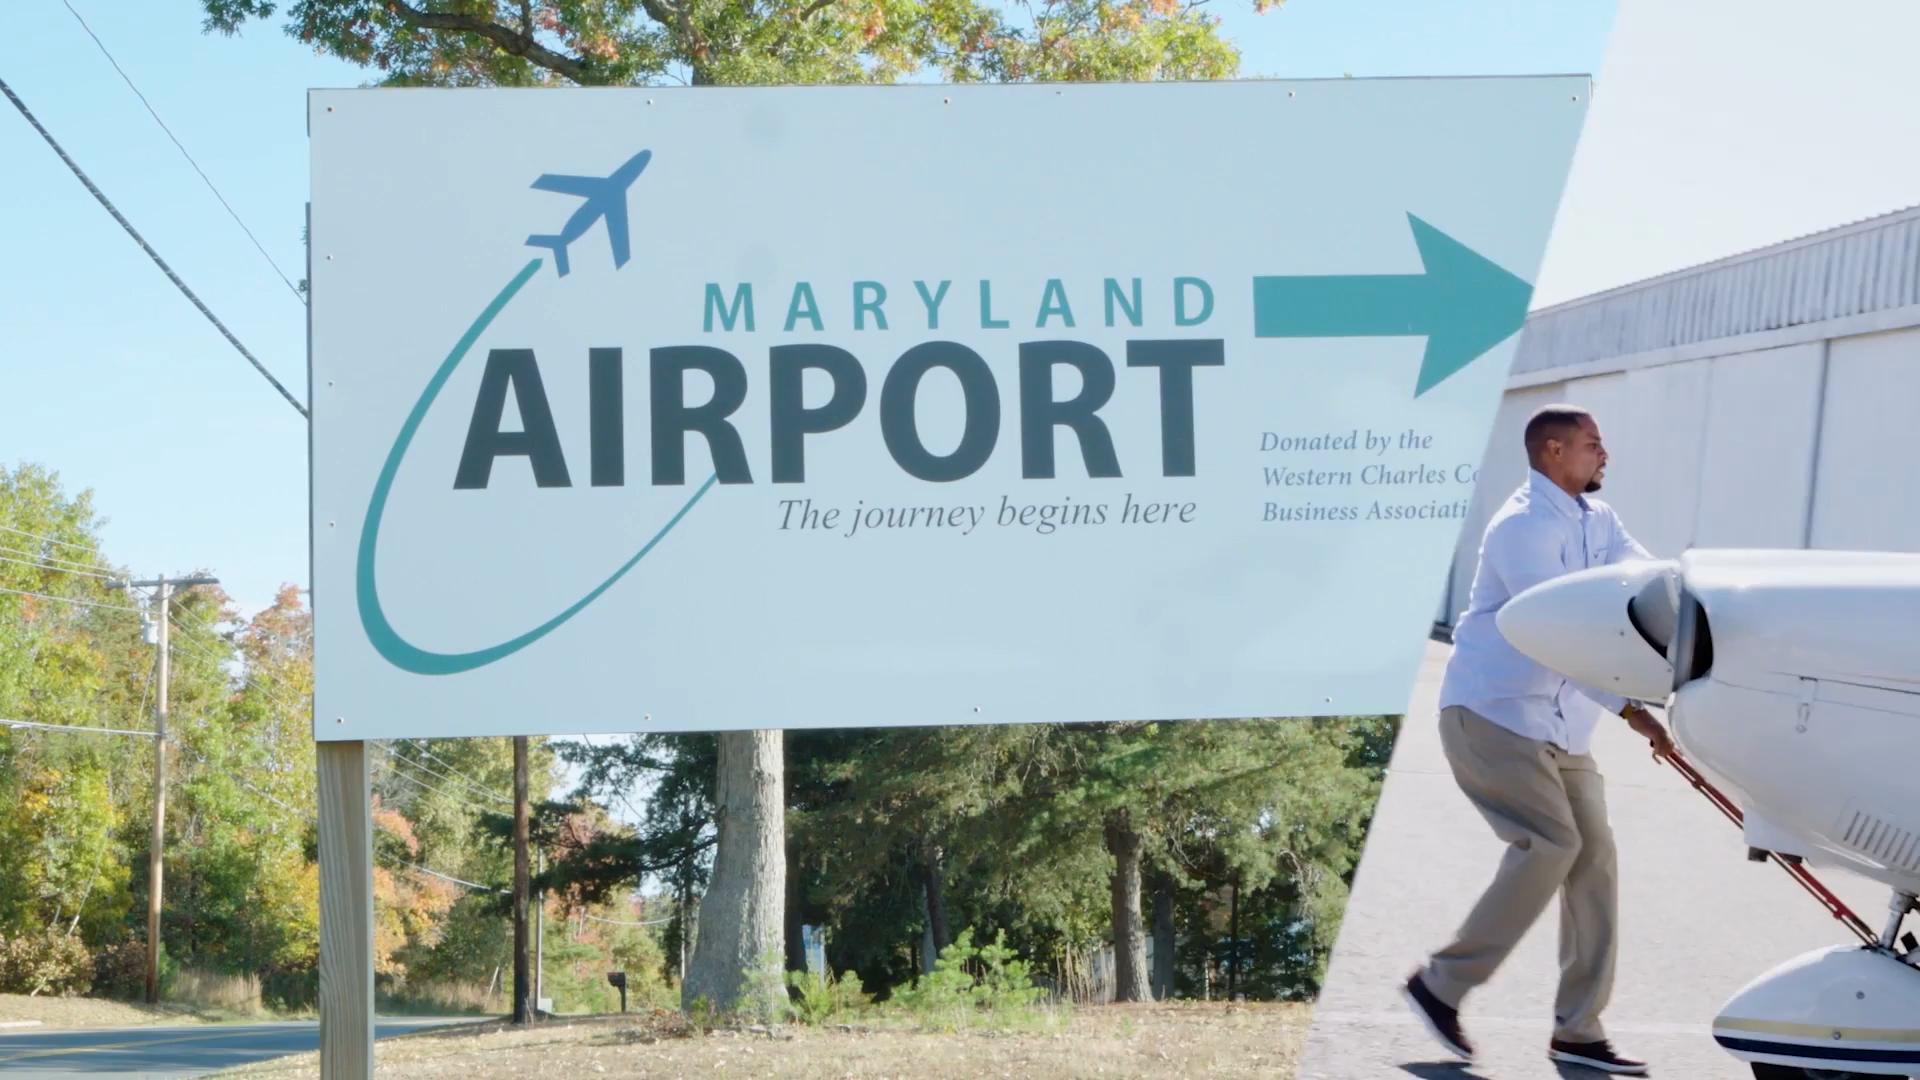 MARYLAND
AIRPORT
The journey begins here
Donated by the
Western Charles
Business